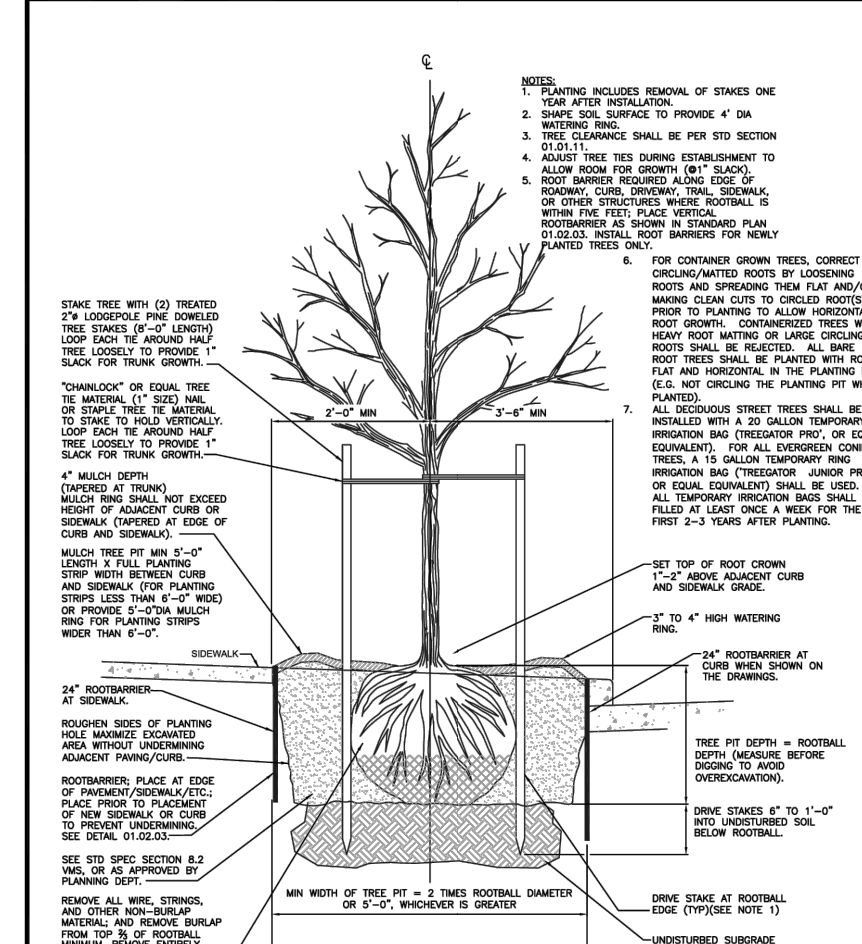 ℄
NOTES:
1. PLANTING INCLUDES REMOVAL OF STAKES ONE
YEAR AFTER INSTALLATION.
2. SHAPE SOIL SURFACE TO PROVIDE 4' DIA
WATERING RING.
3. TREE CLEARANCE SHALL BE PER STD SECTION
01.01.11.
4. ADJUST TREE TIES DURING ESTABLISHMENT TO
ALLOW ROOM FOR GROWTH (@1" SLACK).
5. ROOT BARRIER REQUIRED ALONG EDGE OF
ROADWAY, CURB, DRIVEWAY, TRAIL, SIDEWALK,
OR OTHER STRUCTURES WHERE ROOTBALL IS
WITHIN FIVE FEET; PLACE VERTICAL
ROOTBARRIER AS SHOWN IN STANDARD PLAN
01.02.03. INSTALL ROOT BARRIERS FOR NEWLY
PLANTED TREES ONLY.
6. FOR CONTAINER GROWN TREES, CORRECT
CIRCLING/MATTED ROOTS BY LOOSENING
ROOTS AND SPREADING THEM FLAT AND/
MAKING CLEAN CUTS TO CIRCLED ROOT(S
PRIOR TO PLANTING TO ALLOW HORIZONTA
ROOT GROWTH. CONTAINERIZED TREES W
HEAVY ROOT MATTING OR LARGE CIRCLING
ROOTS SHALL BE REJECTED. ALL BARE
ROOT TREES SHALL BE PLANTED WITH RO
FLAT AND HORIZONTAL IN THE PLANTING
(E.G. NOT CIRCLING THE PLANTING PIT WH
PLANTED).
7. ALL DECIDUOUS STREET TREES SHALL BE
INSTALLED WITH A 20 GALLON TEMPORARY
IRRIGATION BAG (TREEGATOR PRO', OR EQ
EQUIVALENT). FOR ALL EVERGREEN CONI
TREES, A 15 GALLON TEMPORARY RING
IRRIGATION BAG ('TREEGATOR JUNIOR PR
OR EQUAL EQUIVALENT) SHALL BE USED.
ALL TEMPORARY IRRICATION BAGS SHALL
FILLED AT LEAST ONCE A WEEK FOR THE
FIRST 2-3 YEARS AFTER PLANTING.
STAKE TREE WITH (2) TREATED
2"ø LODGEPOLE PINE DOWELED
TREE STAKES (8'-0" LENGTH)
LOOP EACH TIE AROUND HALF
TREE LOOSELY TO PROVIDE 1"
SLACK FOR TRUNK GROWTH.
"CHAINLOCK" OR EQUAL TREE
TIE MATERIAL (1" SIZE) NAIL
OR STAPLE TREE TIE MATERIAL
TO STAKE TO HOLD VERTICALLY.
LOOP EACH TIE AROUND HALF
TREE LOOSELY TO PROVIDE 1"
SLACK FOR TRUNK GROWTH.
2'-0" MIN
3'-6" MIN
4" MULCH DEPTH
(TAPERED AT TRUNK)
MULCH RING SHALL NOT EXCEED
HEIGHT OF ADJACENT CURB OR
SIDEWALK (TAPERED AT EDGE OF
CURB AND SIDEWALK).
MULCH TREE PIT MIN 5'-0"
LENGTH X FULL PLANTING
STRIP WIDTH BETWEEN CURB
AND SIDEWALK (FOR PLANTING
STRIPS LESS THAN 6'-0" WIDE)
OR PROVIDE 5'-0"DIA MULCH
RING FOR PLANTING STRIPS
WIDER THAN 6'-0".
SIDEWALK
24" ROOTBARRIER
AT SIDEWALK.
ROUGHEN SIDES OF PLANTING
HOLE MAXIMIZE EXCAVATED
AREA WITHOUT UNDERMINING
ADJACENT PAVING/CURB.
ROOTBARRIER; PLACE AT EDGE
OF PAVEMENT/SIDEWALK/ETC.;
PLACE PRIOR TO PLACEMENT
OF NEW SIDEWALK OR CURB
TO PREVENT UNDERMINING.
SEE DETAIL 01.02.03.
SEE STD SPEC SECTION 8.2
VMS, OR AS APPROVED BY
PLANNING DEPT.
REMOVE ALL WIRE, STRINGS,
AND OTHER NON-BURLAP
MATERIAL; AND REMOVE BURLAP
FROM TOP ⅔ OF ROOTBALL
MINIMUM. REMOVE ENTIRELY
SET TOP OF ROOT CROWN
1"-2" ABOVE ADJACENT CURB
AND SIDEWALK GRADE.
3" TO 4" HIGH WATERING
RING.
24" ROOTBARRIER AT
CURB WHEN SHOWN ON
THE DRAWINGS.
TREE PIT DEPTH = ROOTBALL
DEPTH (MEASURE BEFORE
DIGGING TO AVOID
OVEREXCAVATION).
DRIVE STAKES 6" TO 1'-0"
INTO UNDISTURBED SOIL
BELOW ROOTBALL.
MIN WIDTH OF TREE PIT = 2 TIMES ROOTBALL DIAMETER
OR 5'-0", WHICHEVER IS GREATER
DRIVE STAKE AT ROOTBALL
EDGE (TYP)(SEE NOTE 1)
UNDISTURBED SUBGRADE